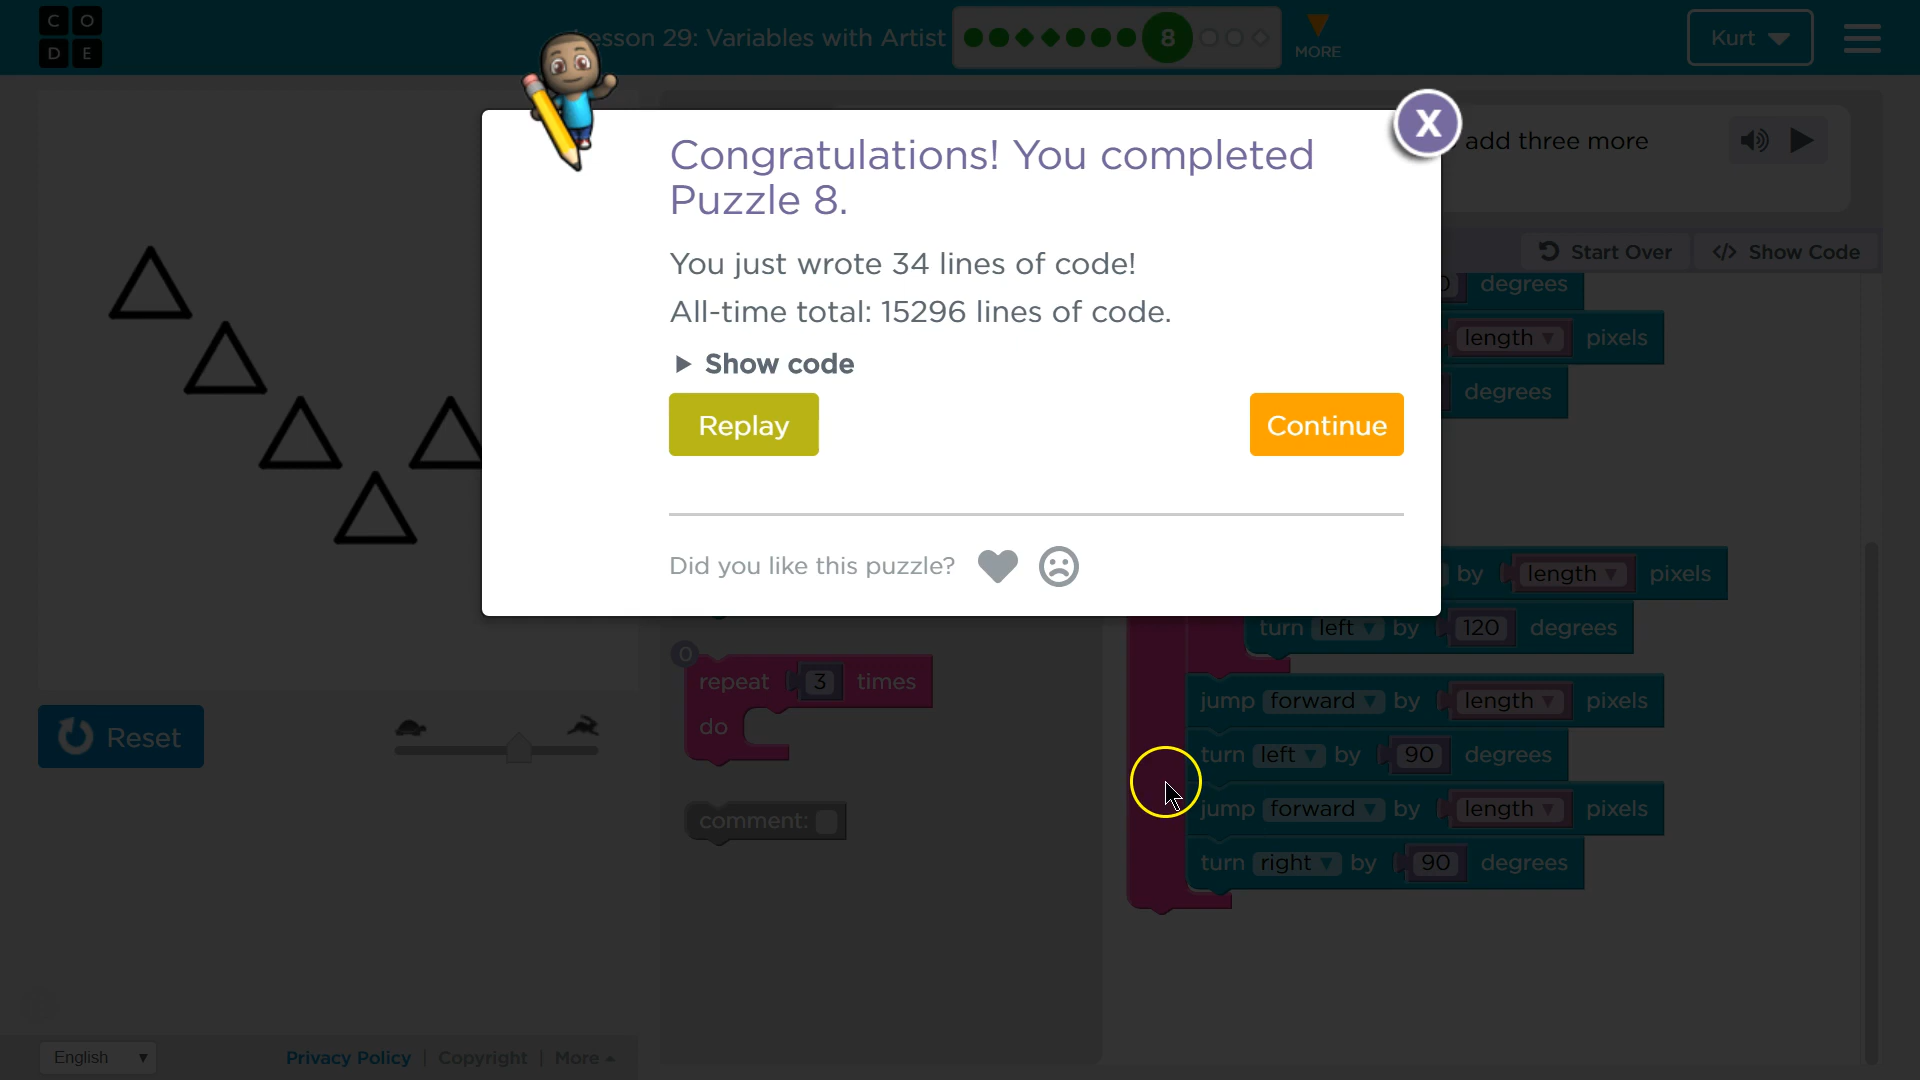 C O
D E
Lesson 29: Variables with Artist
8
MORE
Kurt
X
Congratulations! You completed
Puzzle 8.
You just wrote 34 lines of code!
All-time total: 15296 lines of code.
Show code
Replay
Continue
Did you like this puzzle?
add three more
Start Over
Show Code
degrees
length pixels
degrees
by length pixels
turn left by 120 degrees
jump forward by length pixels
turn left by 90 degrees
jump forward by length pixels
turn right by 90 degrees
0
repeat 3 times
do
comment:
Reset
English
Privacy Policy | Copyright | More